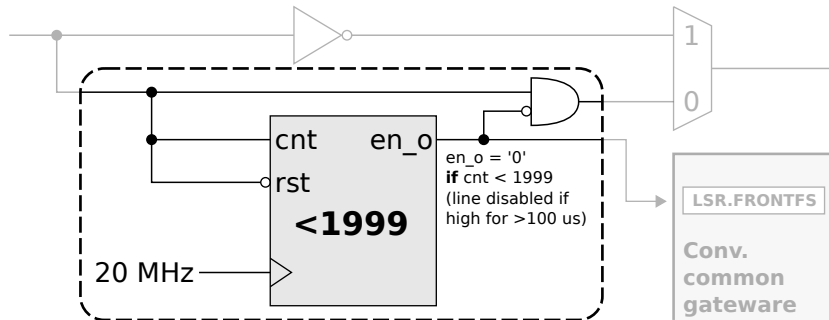 1
0
cnt
en_o
rst
<1999
20 MHz
en_o = '0'
if cnt < 1999
(line disabled if
high for >100 us)
LSR.FRONTFS
Conv.
common
gateware